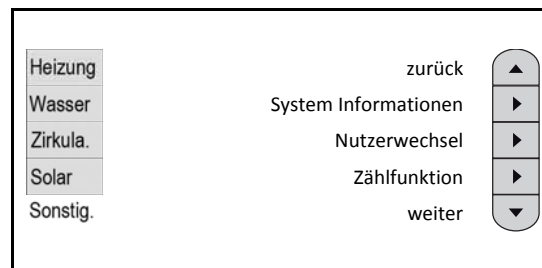 Heizung
zurück
Wasser
System Informationen
Zirkula.
Nutzerwechsel
Solar
Zählfunktion
Sonstig.
weiter